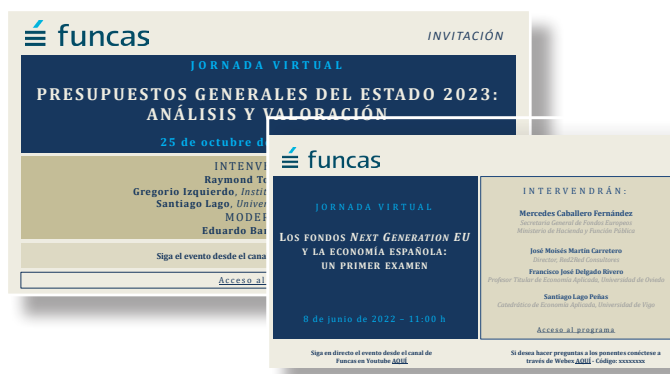 funcas
INVITACIÓN
JORNADA VIRTUAL
PRESUPUESTOS GENERALES DEL ESTADO 2023:
ANÁLISIS Y VALORACIÓN
25 de octubre
Raymond
Gregorio Izquierdo,
Santiago Lago,
Eduardo
Siga el evento desde el
Acceso
funcas
JORNADA VIRTUAL
LOS FONDOS NEXT GENERATION EU
Y LA ECONOMÍA ESPAÑOLA:
UN PRIMER EXAMEN
8 de junio de 2022 – 11:00 h
INTERVENDRÁN:
Mercedes Caballero Fernández
Secretaria General de Fondos Europeos
Ministerio de Hacienda y Función Pública
José Moisés Martín Carretero
Director, Red2Red Consultores
Francisco José Delgado Rivero
Profesor Titular de Economía Aplicada, Universidad de Oviedo
Santiago Lago Peñas
Catedrático de Economía Aplicada, Universidad de Vigo
Acceso al programa
Siga en directo el evento desde el canal de
Funcas en Youtube AQUÍ
Si desea hacer preguntas a los ponentes conéctese a
través de Webex AQUÍ - Código: xxxxxxxx